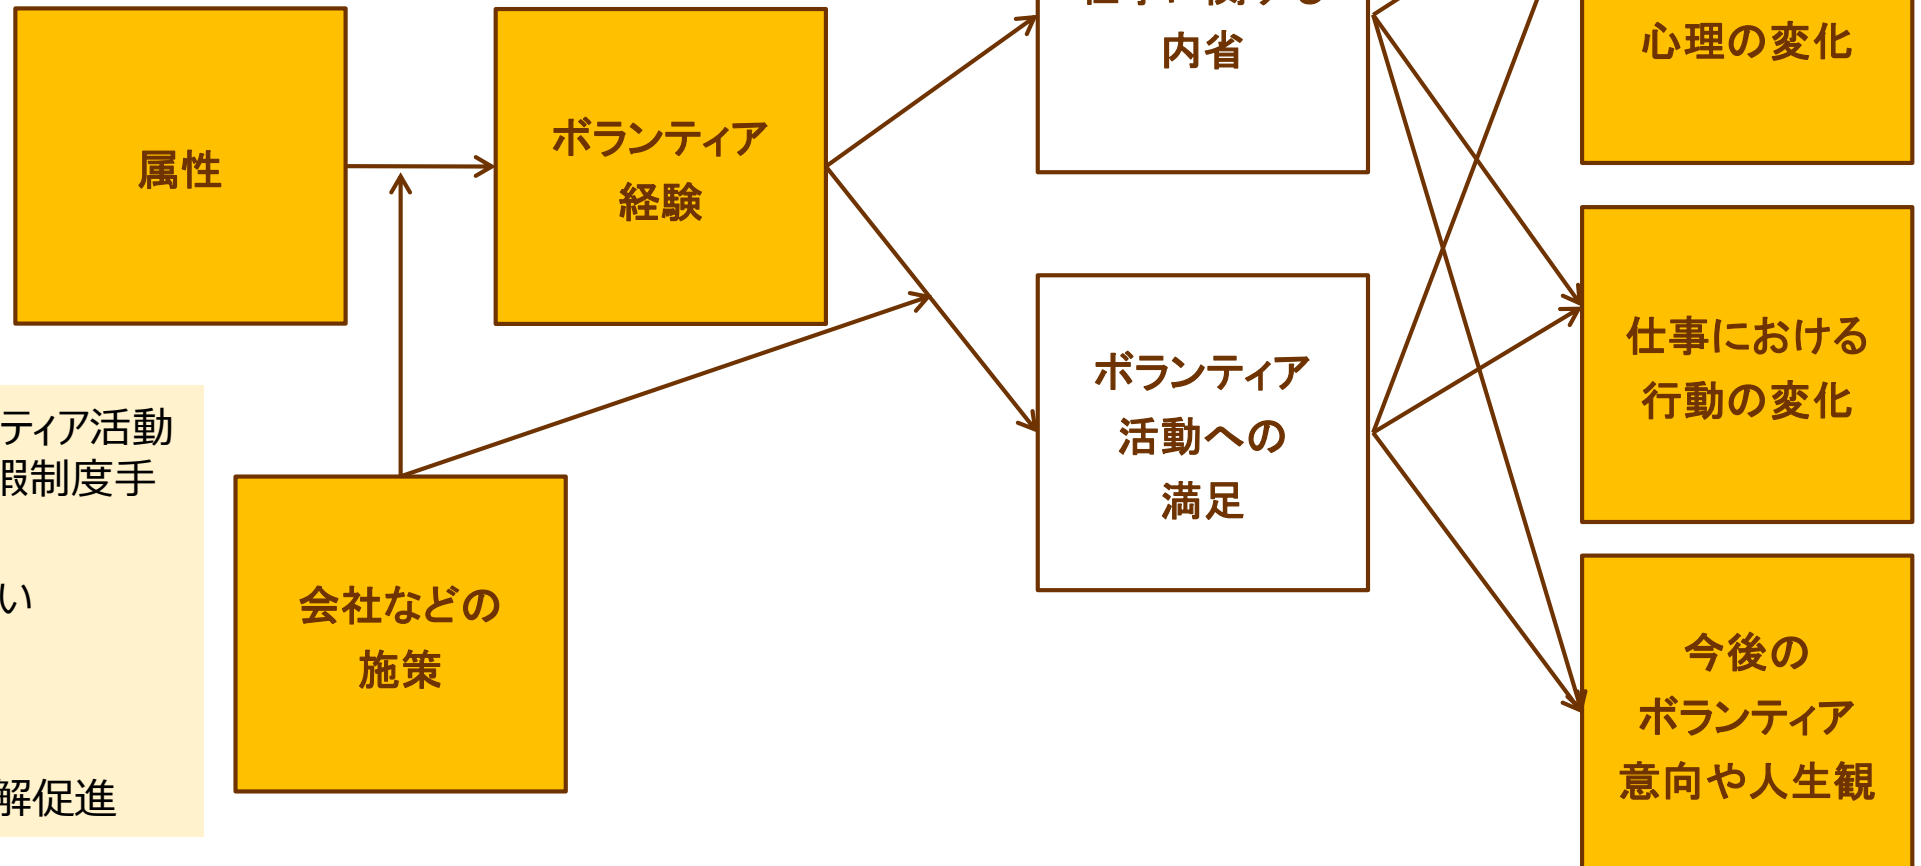 属性
ボランティア
経験
内省
心理の変化
ボランティア
活動への
満足
仕事における
行動の変化
ティア活動
暇制度手
い
解促進
会社などの
施策
今後の
ボランティア
意向や人生観